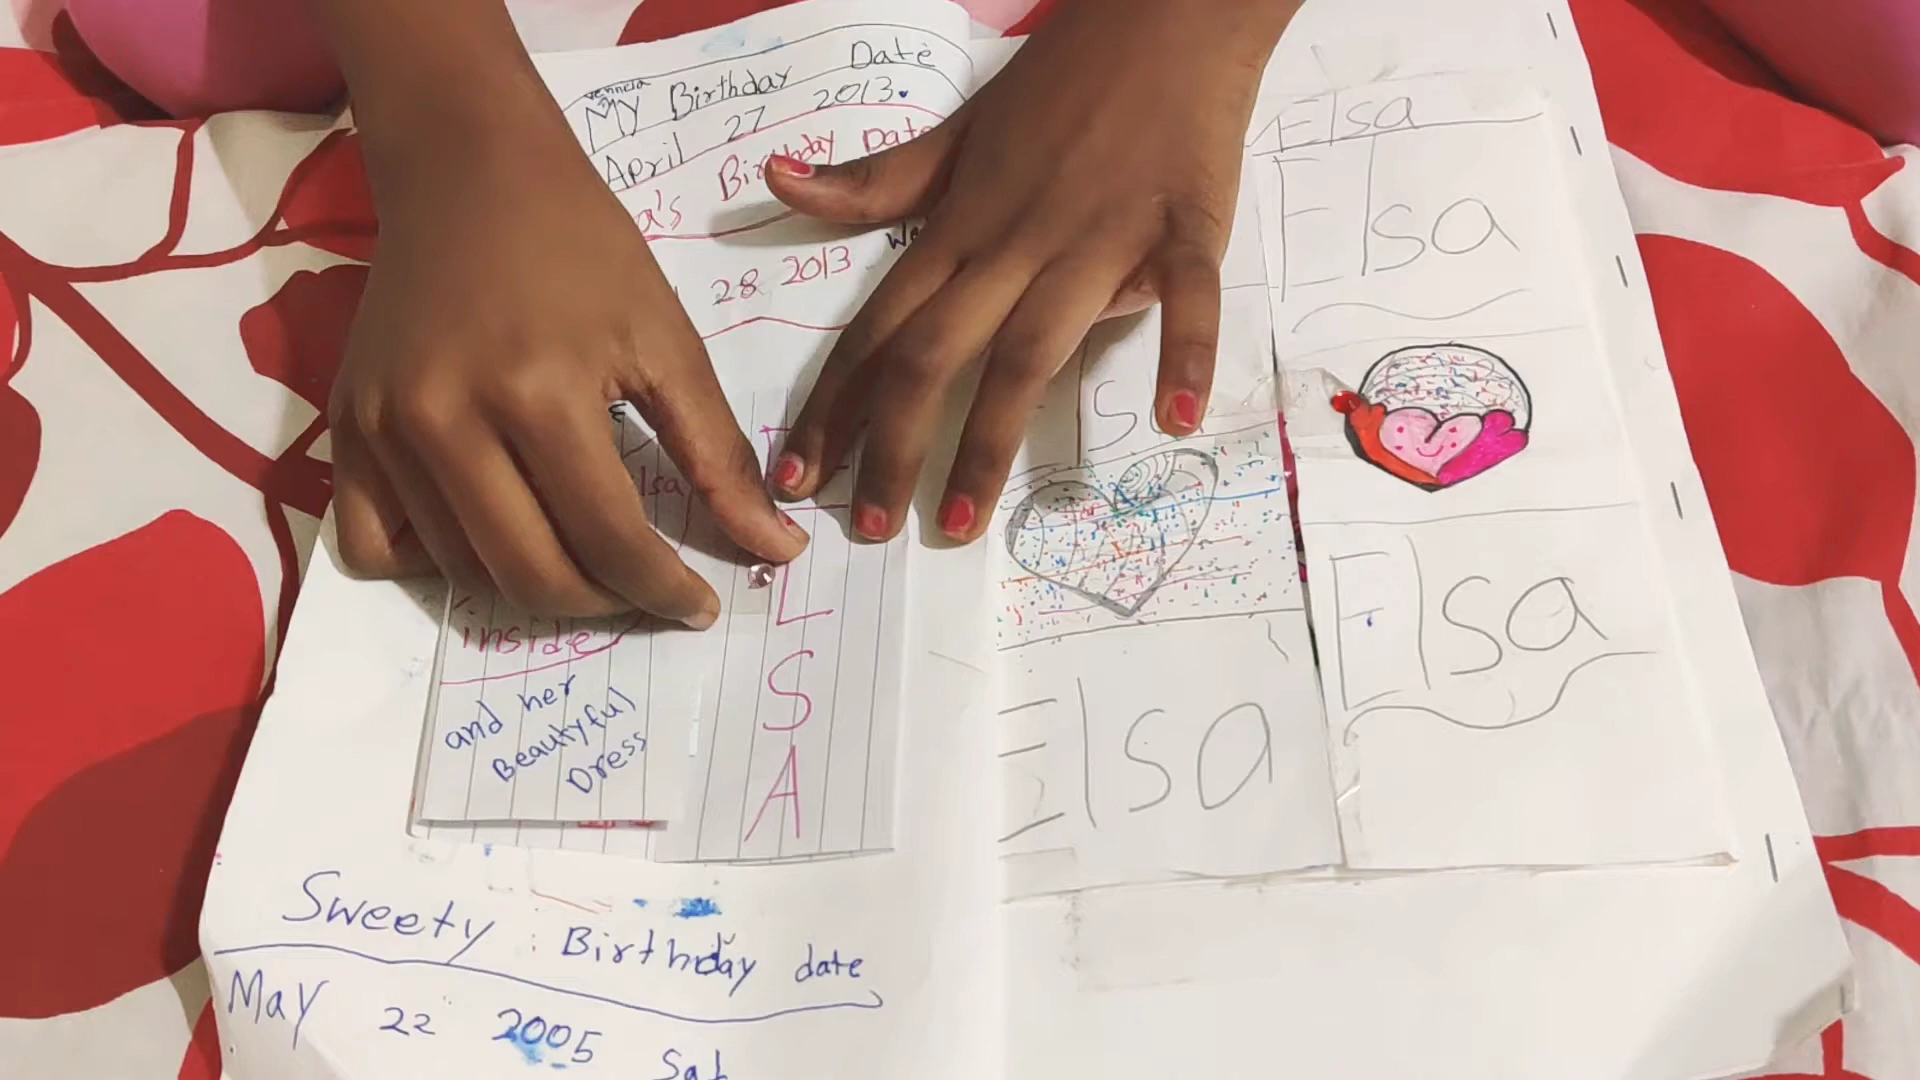 vennela
My Birthday Date
April 27 2013.
a's Birthday Date
28 2013
Elsa
E
L
S
A
inside
and her
Beautyful
Dress
Sweety : Birthday date
May 22 2005 Sat
Elsa
Elsa
Elsa
Elsa